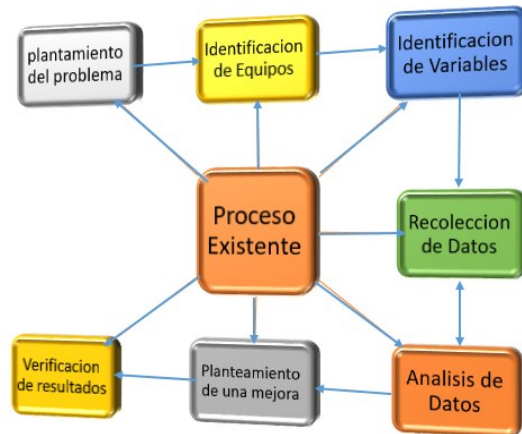 plantamiento
del problema
Identificacion
de Equipos
Identificacion
de Variables
Proceso
Existente
Recoleccion
de Datos
Verificacion
de resultados
Planteamiento
de una mejora
Analisis de
Datos